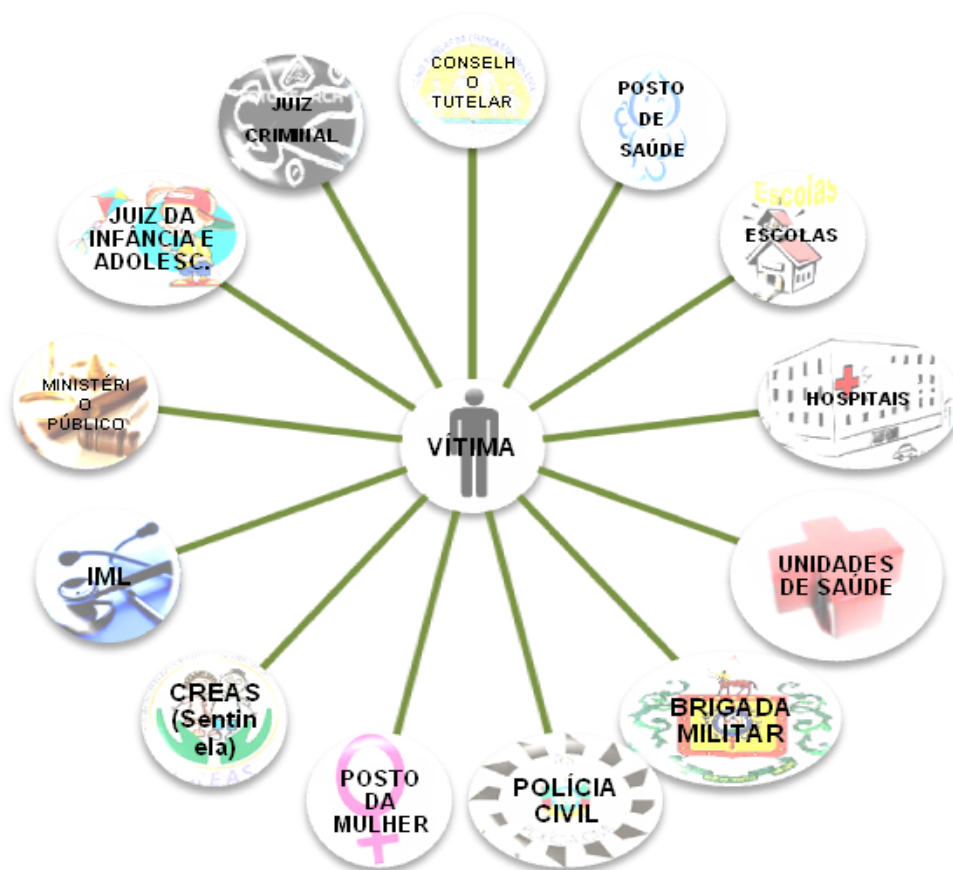 CONSELH
O
TUTELAR
POSTO
DE
SAÚDE
Escolas
ESCOLAS
HOSPITAIS
UNIDADES
DE SAÚDE
BRIGADA
MILITAR
POLÍCIA
CIVIL
POSTO
DA
MULHER
CREAS
(Sentin
ela)
CREAS
IML
MINISTÉRI
O
PÚBLICO
JUIZ DA
INFÂNCIA E
ADOLESC.
JUIZ
CRIMINAL
VÍTIMA